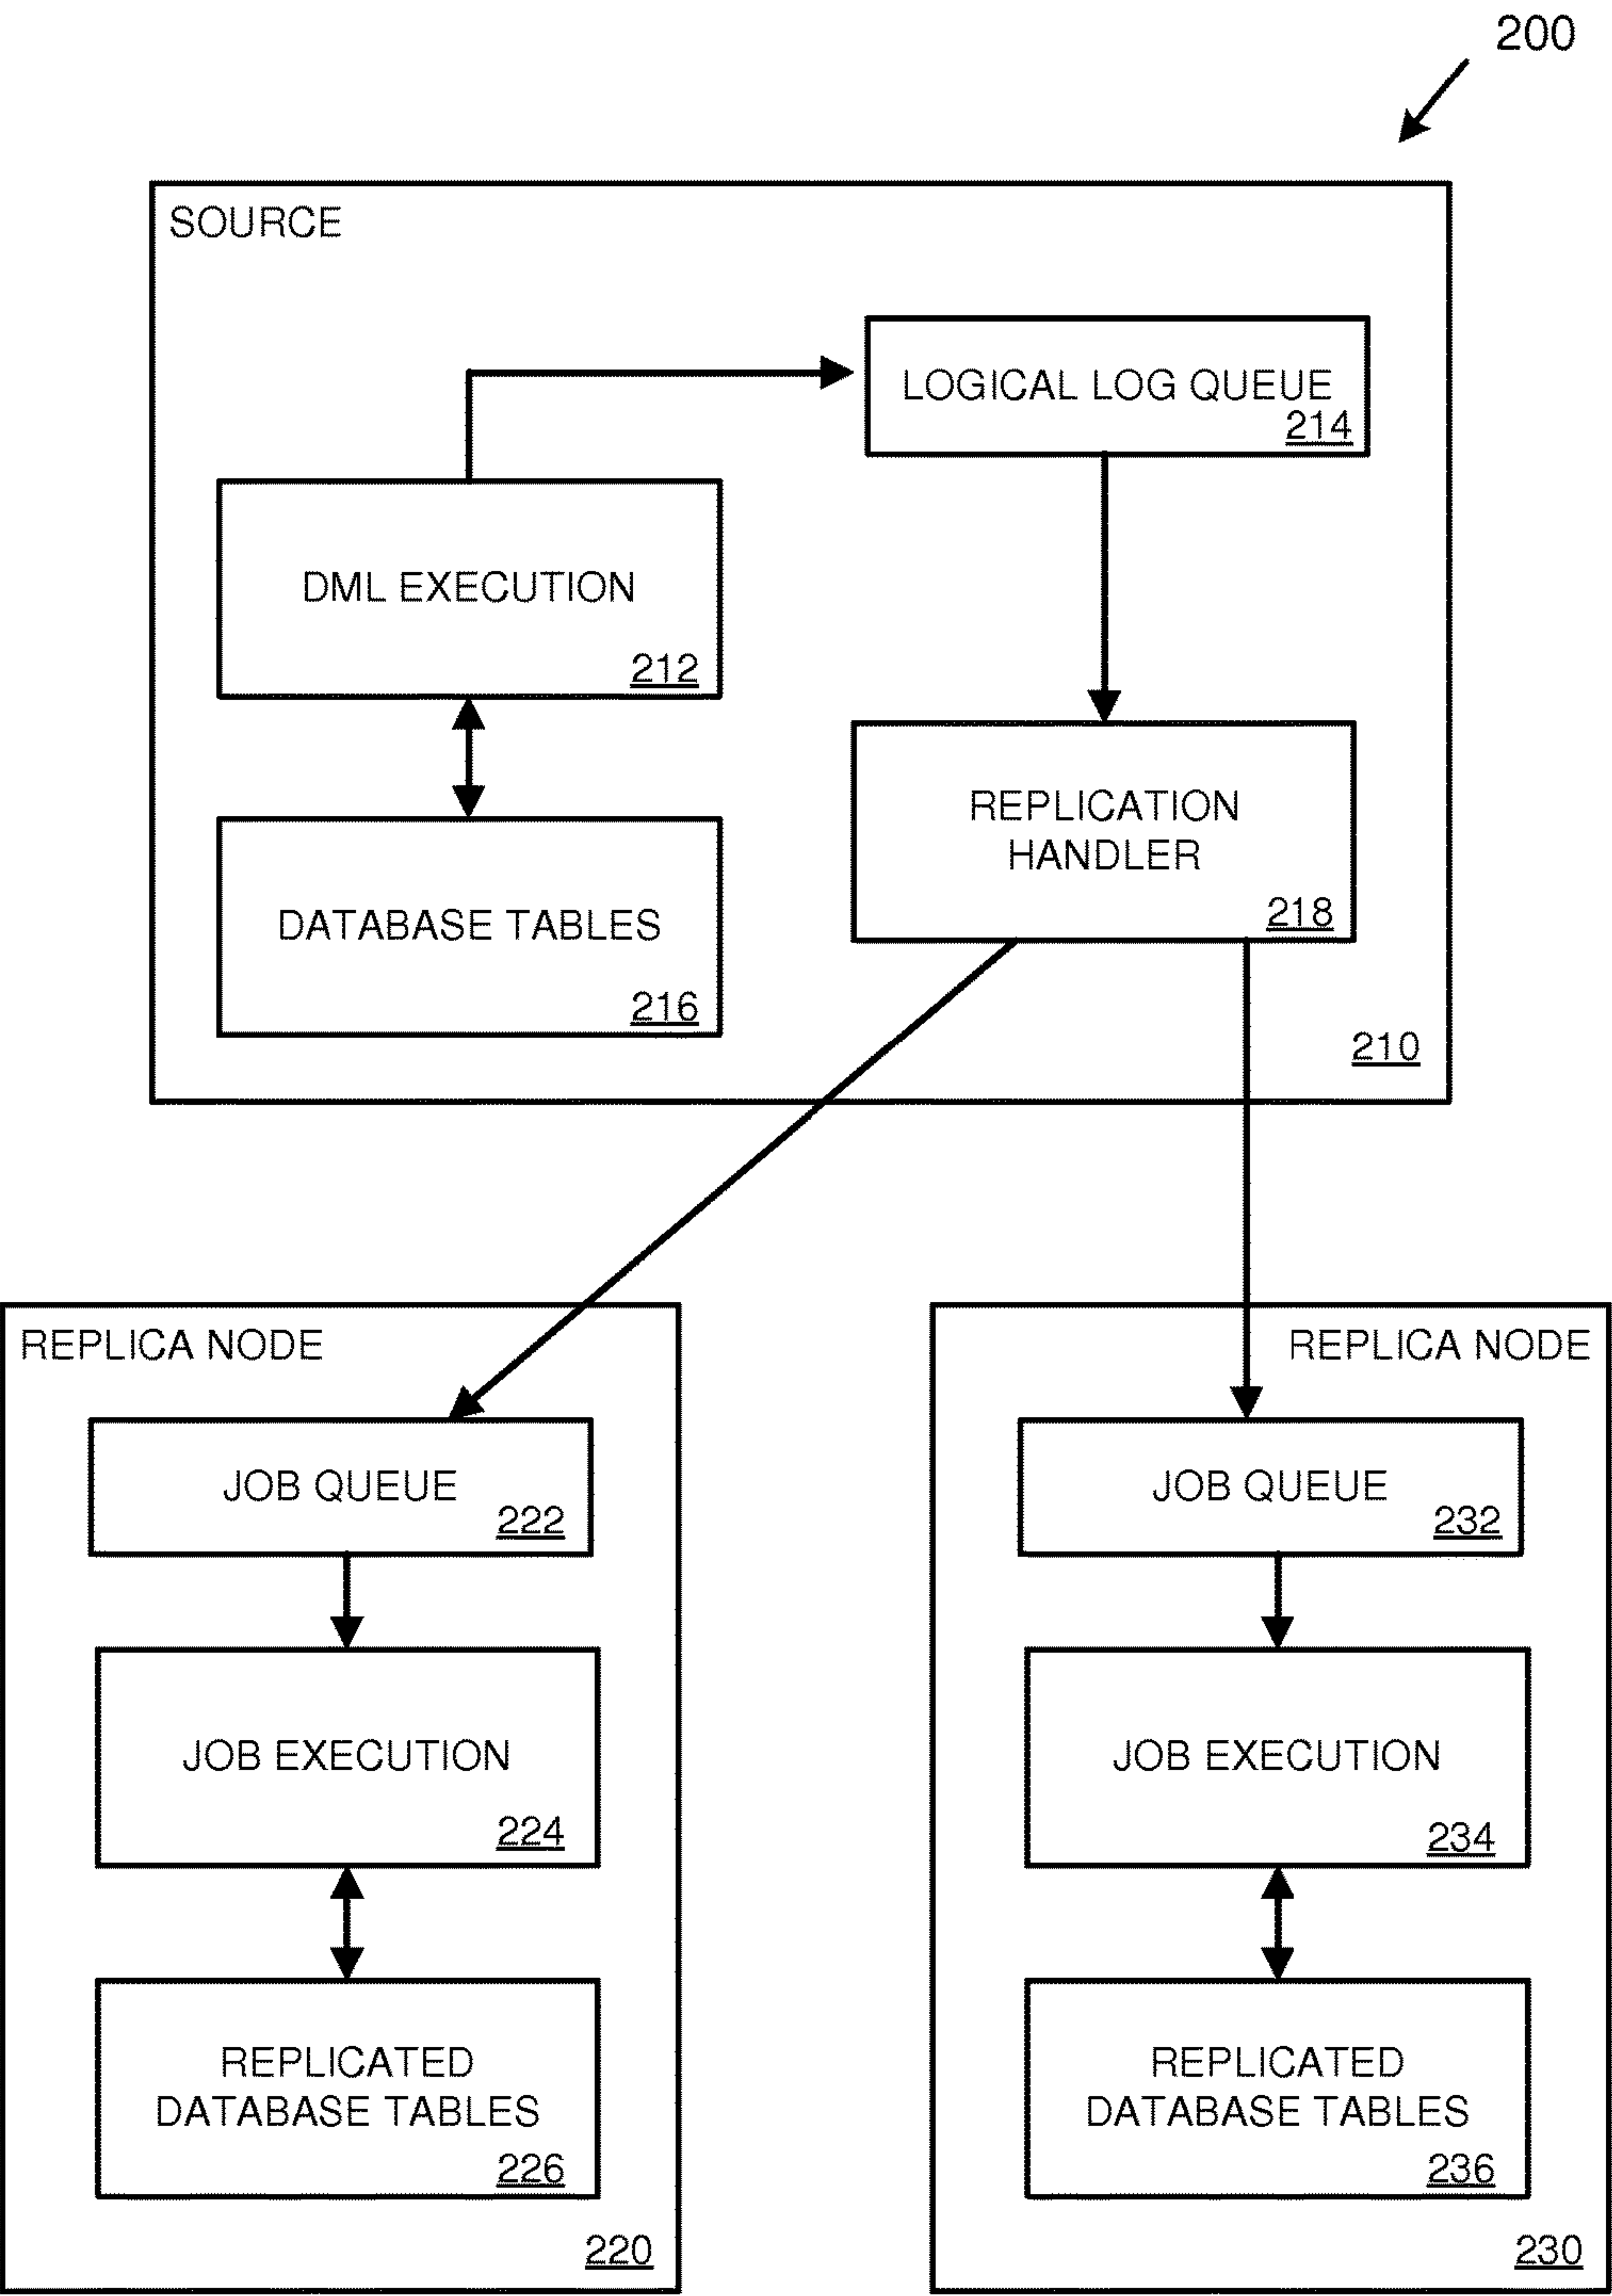 200
SOURCE
LOGICAL LOG QUEUE
214
DML EXECUTION
212
REPLICATION
HANDLER
218
DATABASE TABLES
216
210
REPLICA NODE
JOB QUEUE
222
JOB EXECUTION
224
REPLICATED
DATABASE TABLES
226
220
REPLICA NODE
JOB QUEUE
232
JOB EXECUTION
234
REPLICATED
DATABASE TABLES
236
230